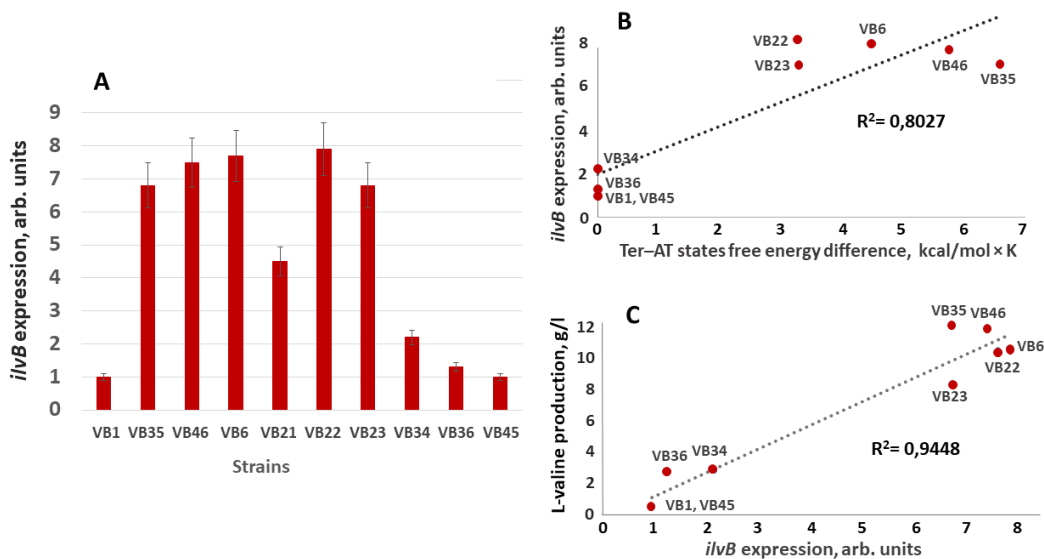 A
ilvB expression, arb. units
9
8
7
6
5
4
3
2
1
0
VB1 VB35 VB46 VB6 VB21 VB22 VB23 VB34 VB36 VB45
Strains
B
ilvB expression, arb. units
8
6
4
2
0
VB22
VB6
VB23
VB46
VB35
R²= 0,8027
VB34
VB36
VB1, VB45
0 1 2 3 4 5 6 7
Ter–AT states free energy difference, kcal/mol × K
C
L-valine production, g/l
12
10
8
6
4
2
0
VB35 VB46
VB6
VB22
VB23
R²= 0,9448
VB36 VB34
VB1, VB45
0 1 2 3 4 5 6 7 8
ilvB expression, arb. units